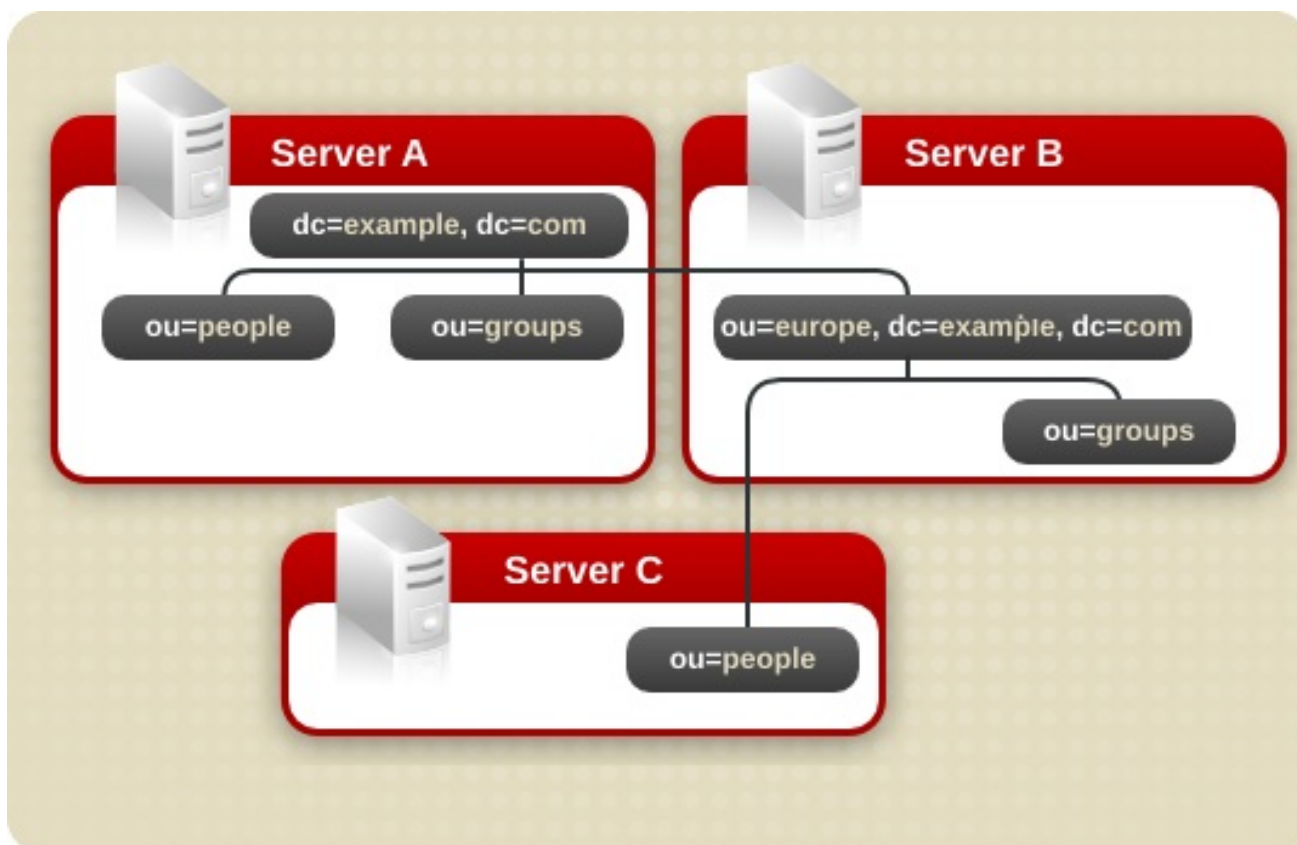 Server A
dc=example, dc=com
ou=people
ou=groups
Server B
ou=europe, dc=example, dc=com
ou=groups
Server C
ou=people